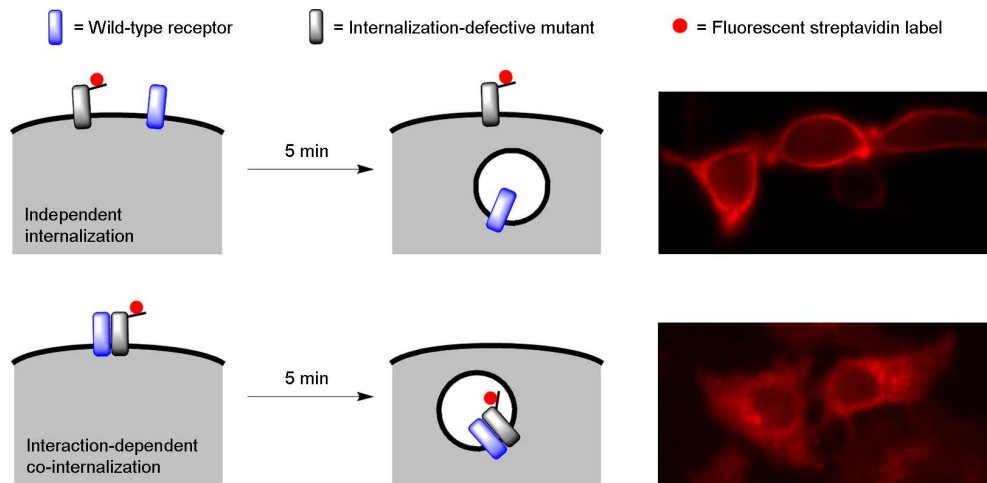 = Wild-type receptor
= Internalization-defective mutant
= Fluorescent streptavidin label
5 min
Independent
internalization
5 min
Interaction-dependent
co-internalization